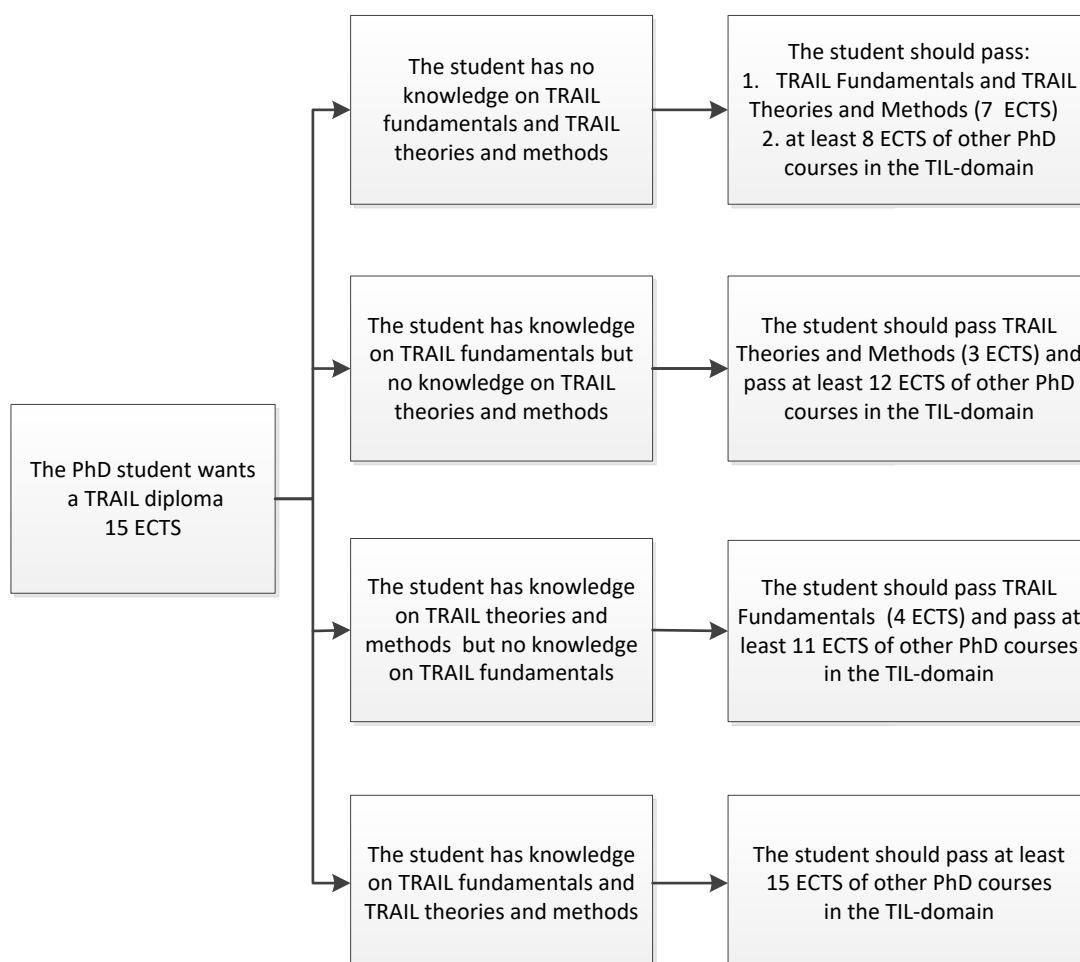 The PhD student wants
a TRAIL diploma
15 ECTS
The student has no
knowledge on TRAIL
fundamentals and TRAIL
theories and methods
The student should pass:
1. TRAIL Fundamentals and TRAIL
Theories and Methods (7 ECTS)
2. at least 8 ECTS of other PhD
courses in the TIL-domain
The student has knowledge
on TRAIL fundamentals but
no knowledge on TRAIL
theories and methods
The student should pass TRAIL
Theories and Methods (3 ECTS) and
pass at least 12 ECTS of other PhD
courses in the TIL-domain
The student has knowledge
on TRAIL theories and
methods but no knowledge
on TRAIL fundamentals
The student should pass TRAIL
Fundamentals (4 ECTS) and pass at
least 11 ECTS of other PhD courses
in the TIL-domain
The student has knowledge
on TRAIL fundamentals and
TRAIL theories and methods
The student should pass at least
15 ECTS of other PhD courses
in the TIL-domain